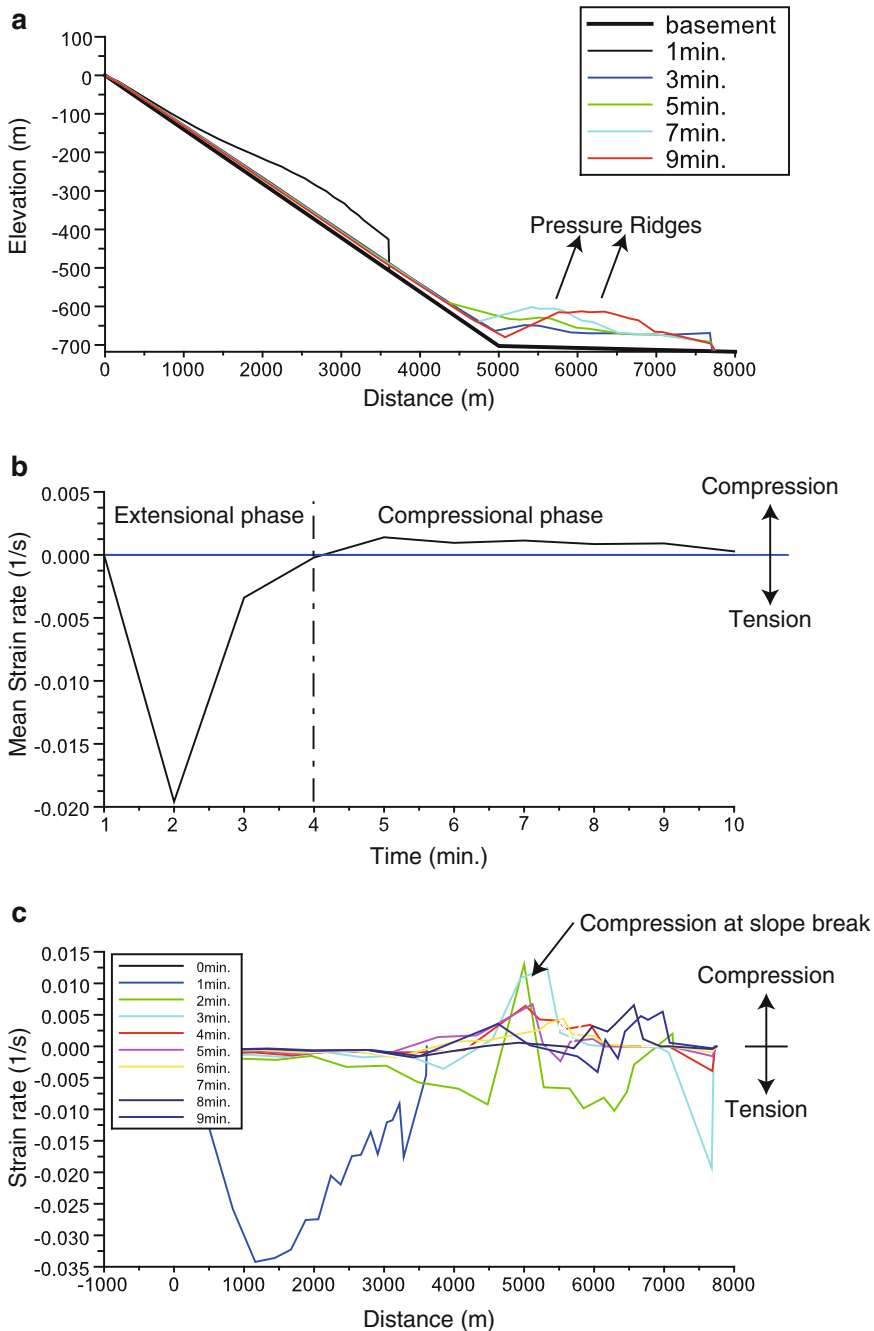 a
100
0
-100
-200
-300
-400
-500
-600
-700
Elevation (m)
basement
1min.
3min.
5min.
7min.
9min.
Pressure Ridges
0
1000
2000
3000
4000
5000
6000
7000
8000
Distance (m)
b
0.005
0.000
-0.005
-0.010
-0.015
-0.020
Mean Strain rate (1/s)
Extensional phase
Compressional phase
Compression
Tension
1
2
3
4
5
6
7
8
9
10
Time (min.)
c
Compression at slope break
0.015
0.010
0.005
0.000
-0.005
-0.010
-0.015
-0.020
-0.025
-0.030
-0.035
Strain rate (1/s)
0min.
1min.
2min.
3min.
4min.
5min.
6min.
7min.
8min.
9min.
Compression
Tension
-1000
0
1000
2000
3000
4000
5000
6000
7000
8000
Distance (m)